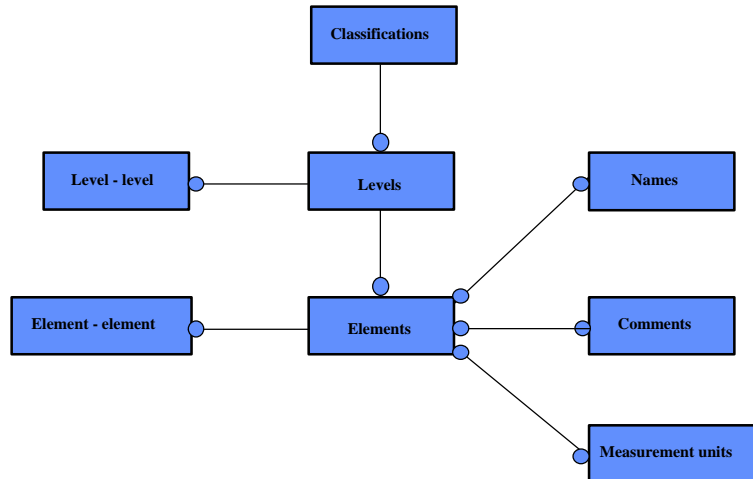 Classifications
Level - level
Levels
Names
Element - element
Elements
Comments
Measurement units